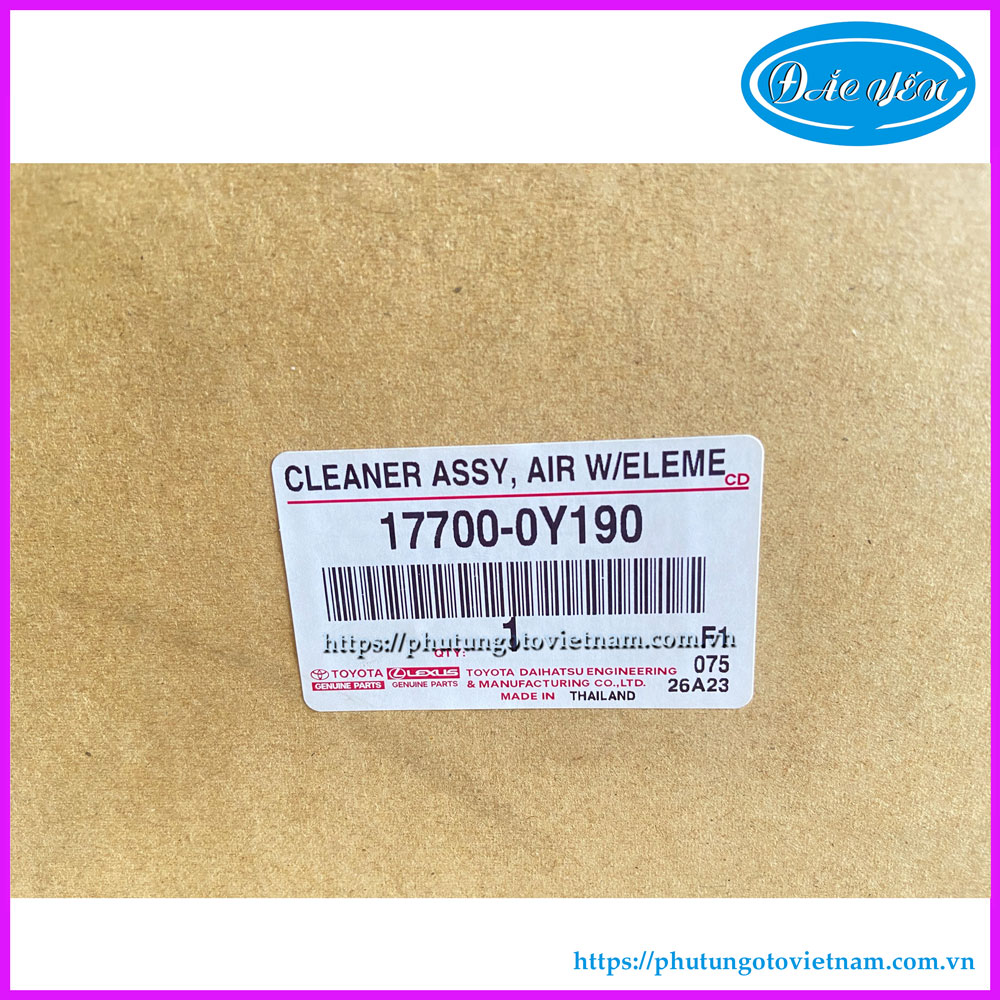 ĐẮC YẾN
CLEANER ASSY, AIR W/ELEME
CD
17700-0Y190
https://phutungotovietnam.com.vn
QTY: 1
F1
075
26A23
TOYOTA
GENUINE PARTS
LEXUS
GENUINE PARTS
TOYOTA DAIHATSU ENGINEERING
& MANUFACTURING CO., LTD.
MADE IN THAILAND
https://phutungotovietnam.com.vn